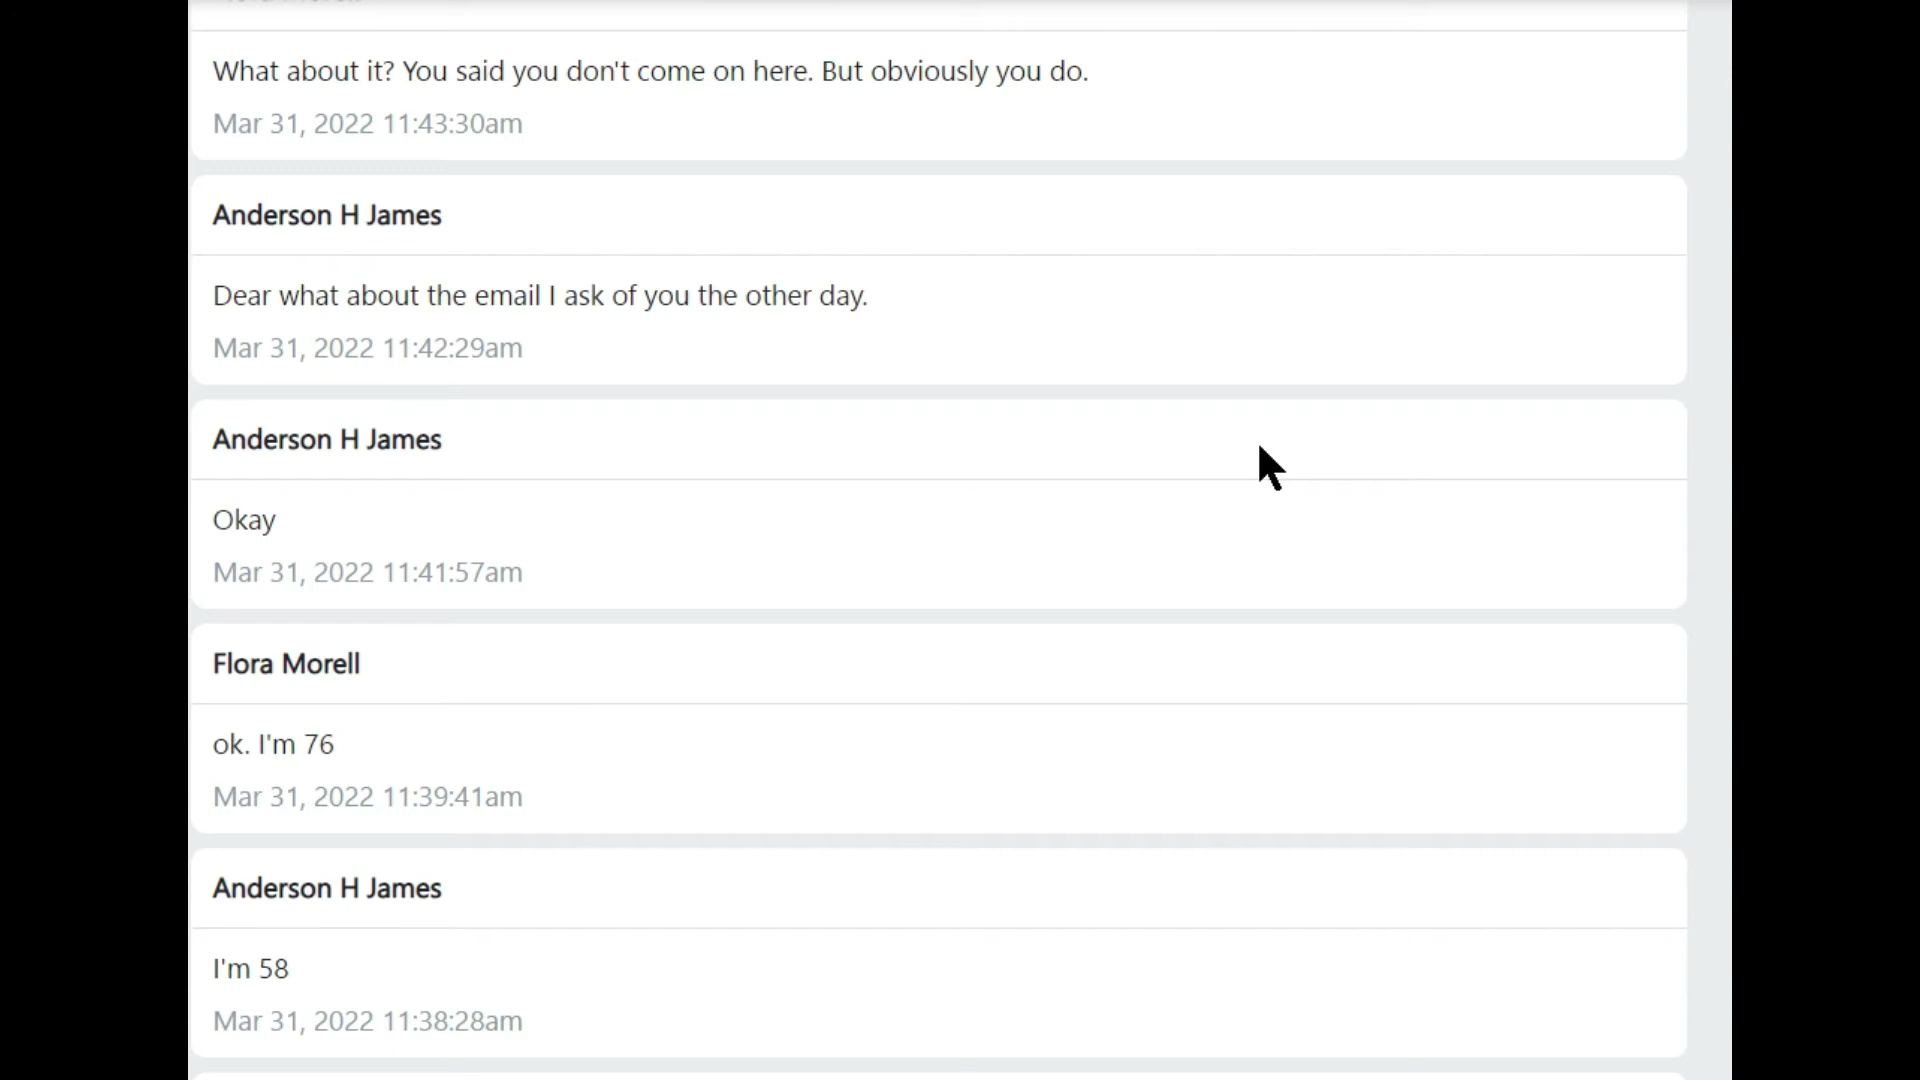 What about it? You said you don't come on here. But obviously you do.
Mar 31, 2022 11:43:30am
Anderson H James
Dear what about the email I ask of you the other day.
Mar 31, 2022 11:42:29am
Anderson H James
Okay
Mar 31, 2022 11:41:57am
Flora Morell
ok. I'm 76
Mar 31, 2022 11:39:41am
Anderson H James
I'm 58
Mar 31, 2022 11:38:28am